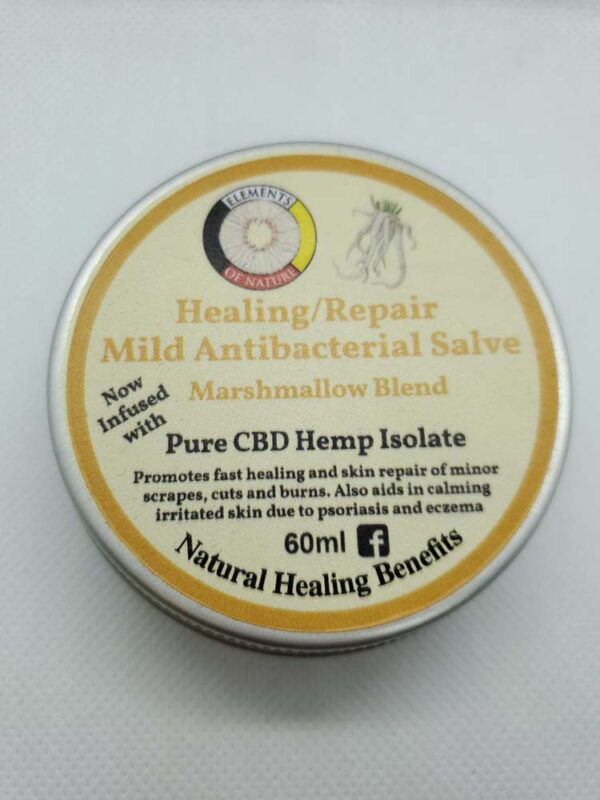 ELEMENTS
OF NATURE
Healing/Repair
Mild Antibacterial Salve
Marshmallow Blend
Now
Infused
with
Pure CBD Hemp Isolate
Promotes fast healing and skin repair of minor
scrapes, cuts and burns. Also aids in calming
irritated skin due to psoriasis and eczema
60ml f
Natural Healing Benefits